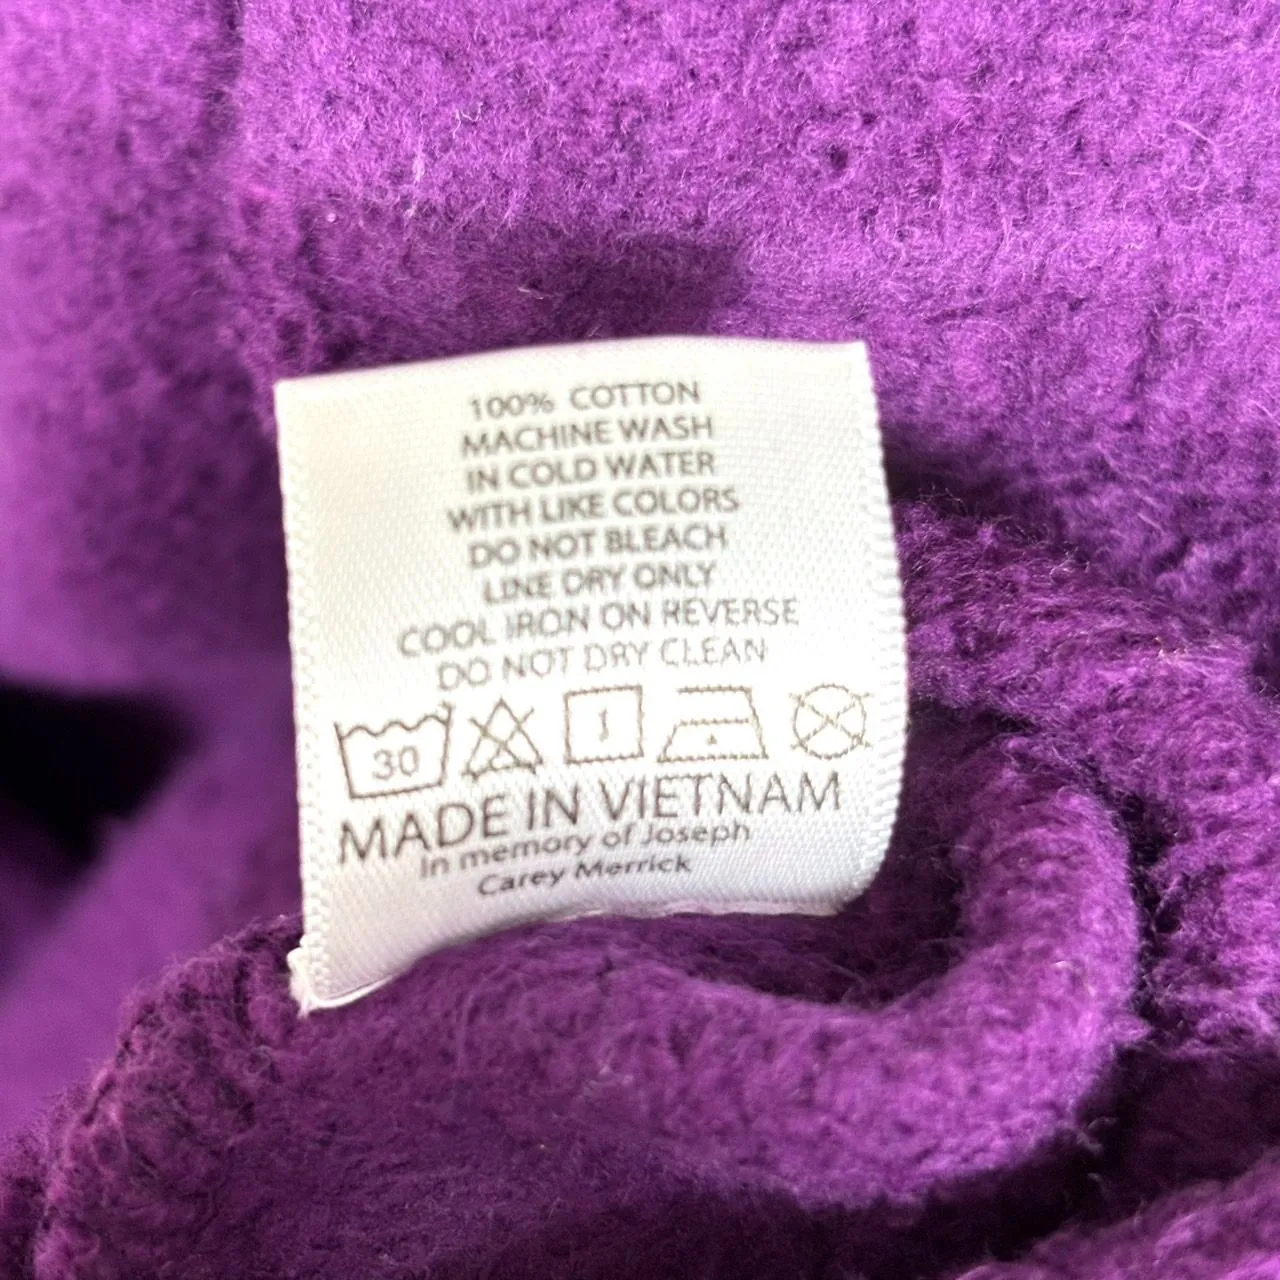 100% COTTON
MACHINE WASH
IN COLD WATER
WITH LIKE COLORS
DO NOT BLEACH
LINE DRY ONLY
COOL IRON ON REVERSE
DO NOT DRY CLEAN
30
MADE IN VIETNAM
In memory of Joseph
Carey Merrick